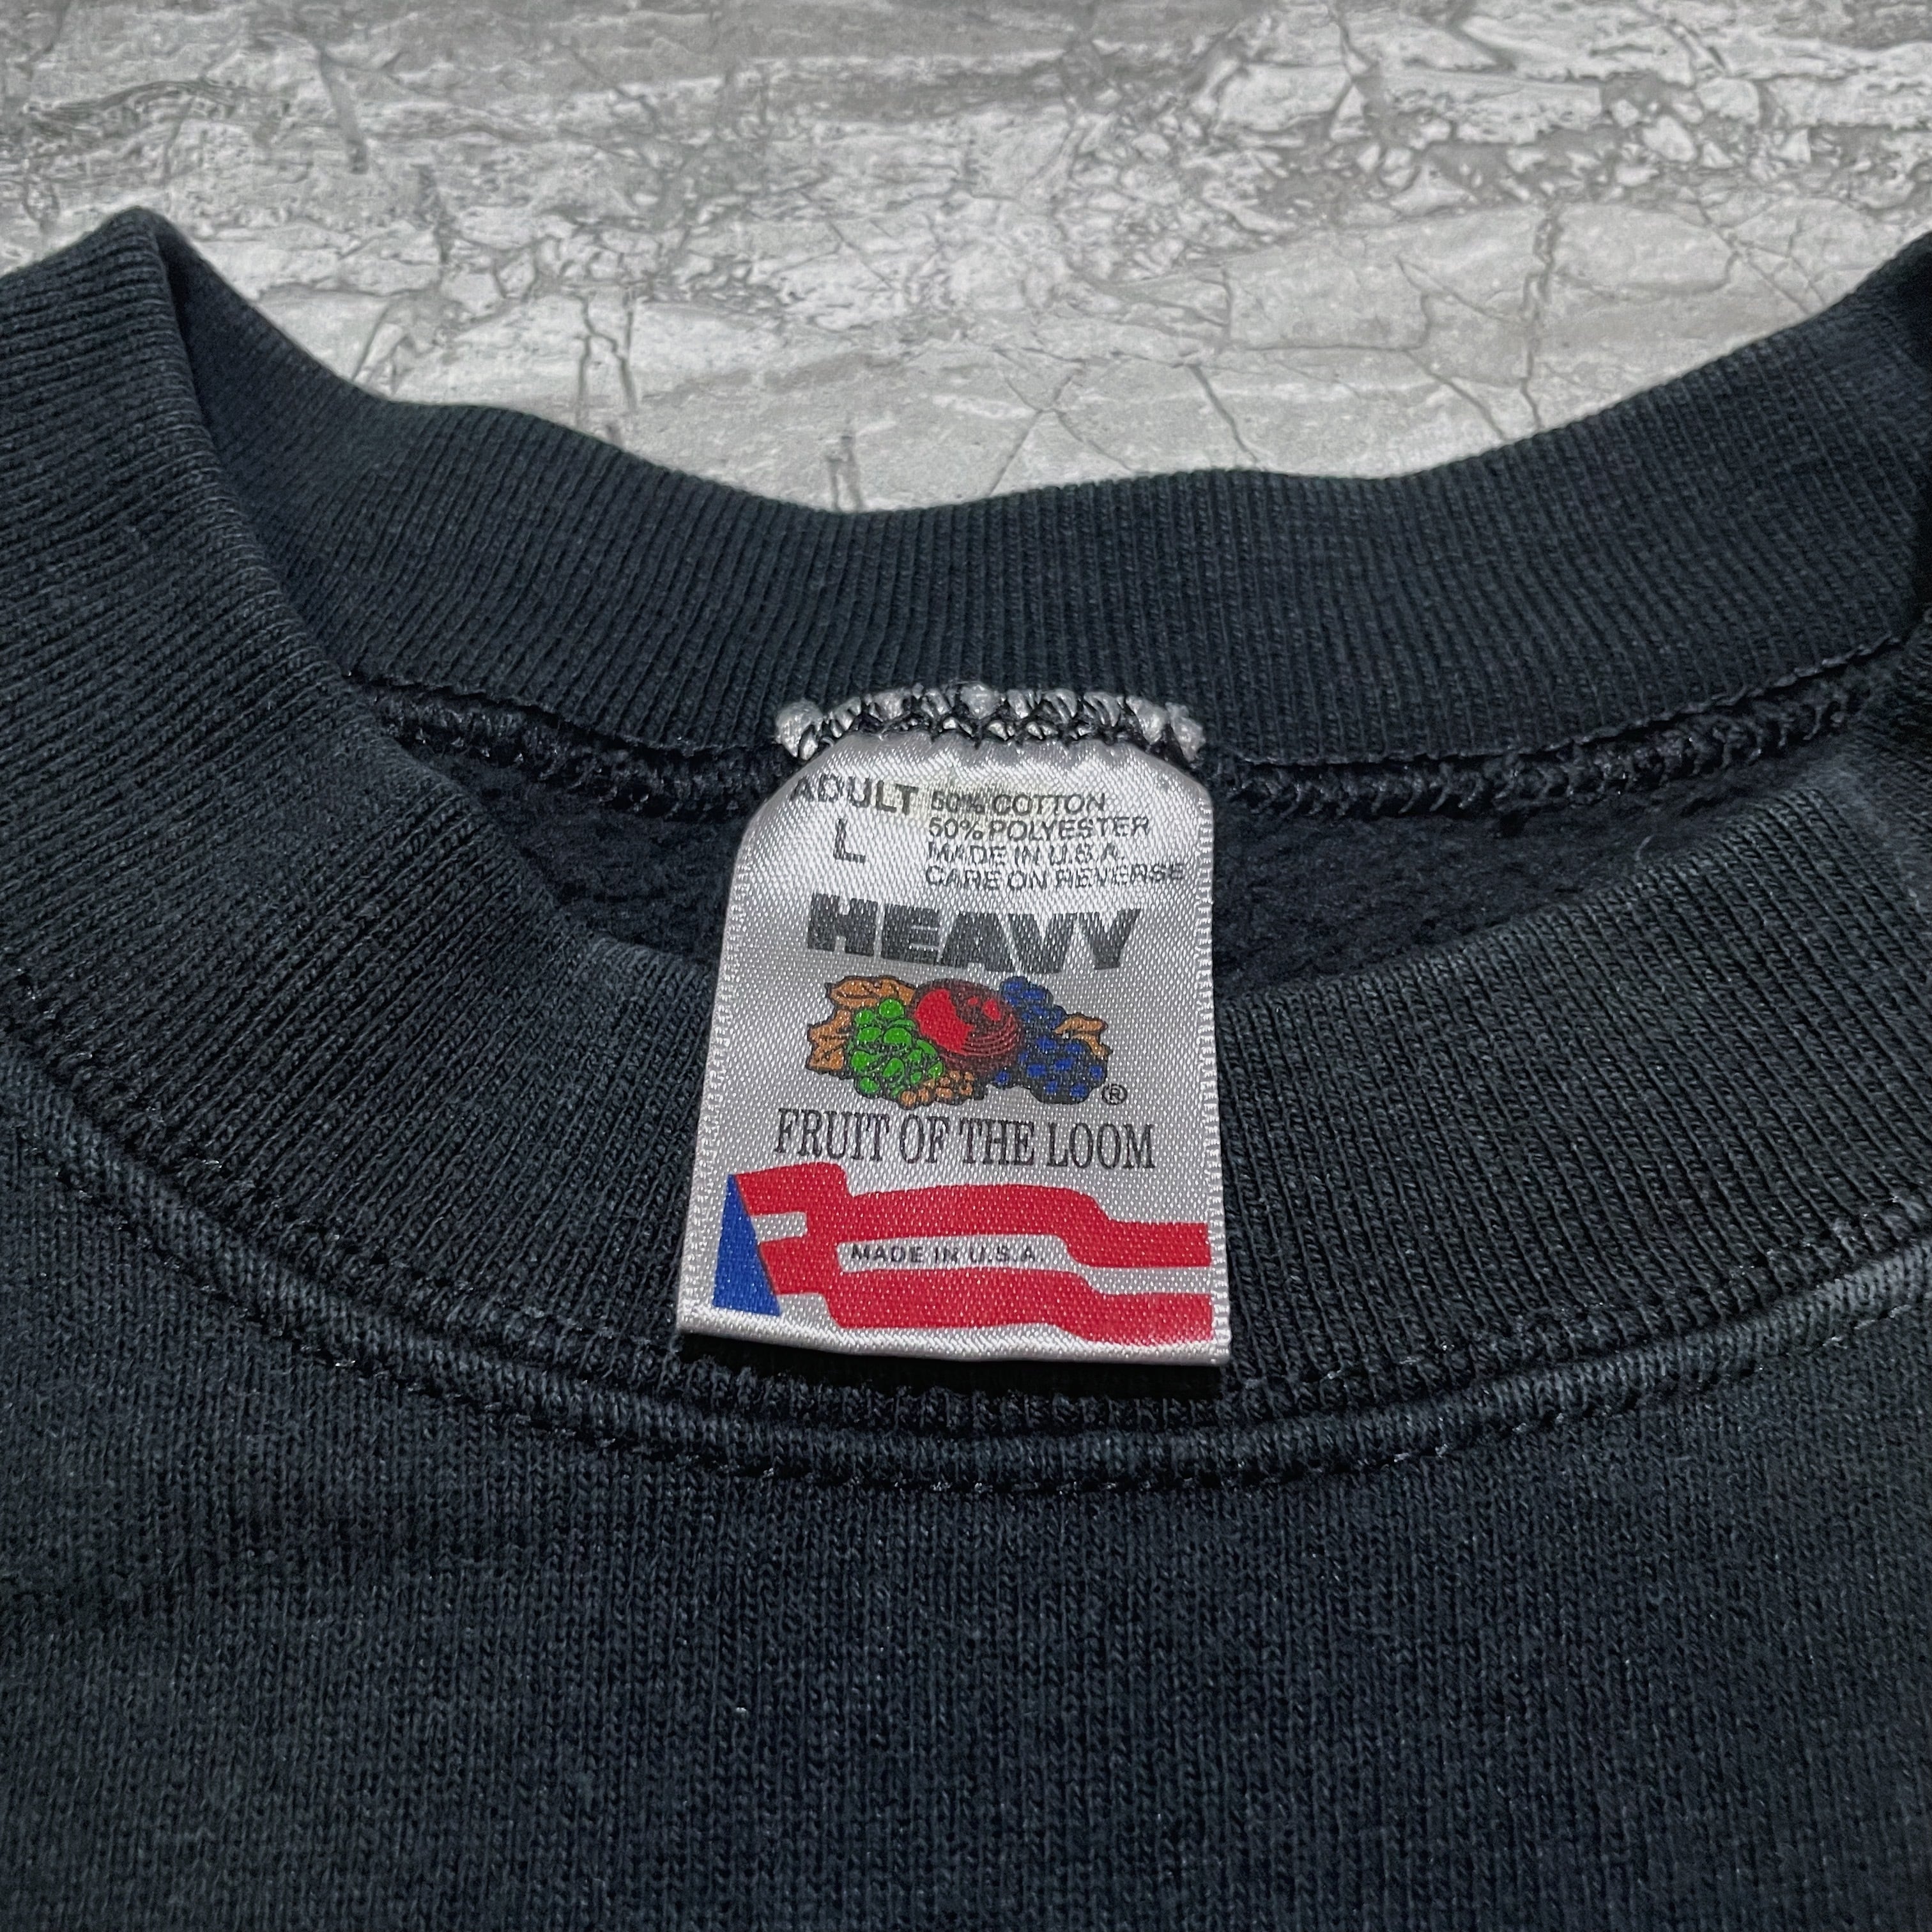 ADULT
L
50% COTTON
50% POLYESTER
MADE IN U.S.A.
CARE ON REVERSE
HEAVY
®
FRUIT OF THE LOOM
MADE IN U.S.A.